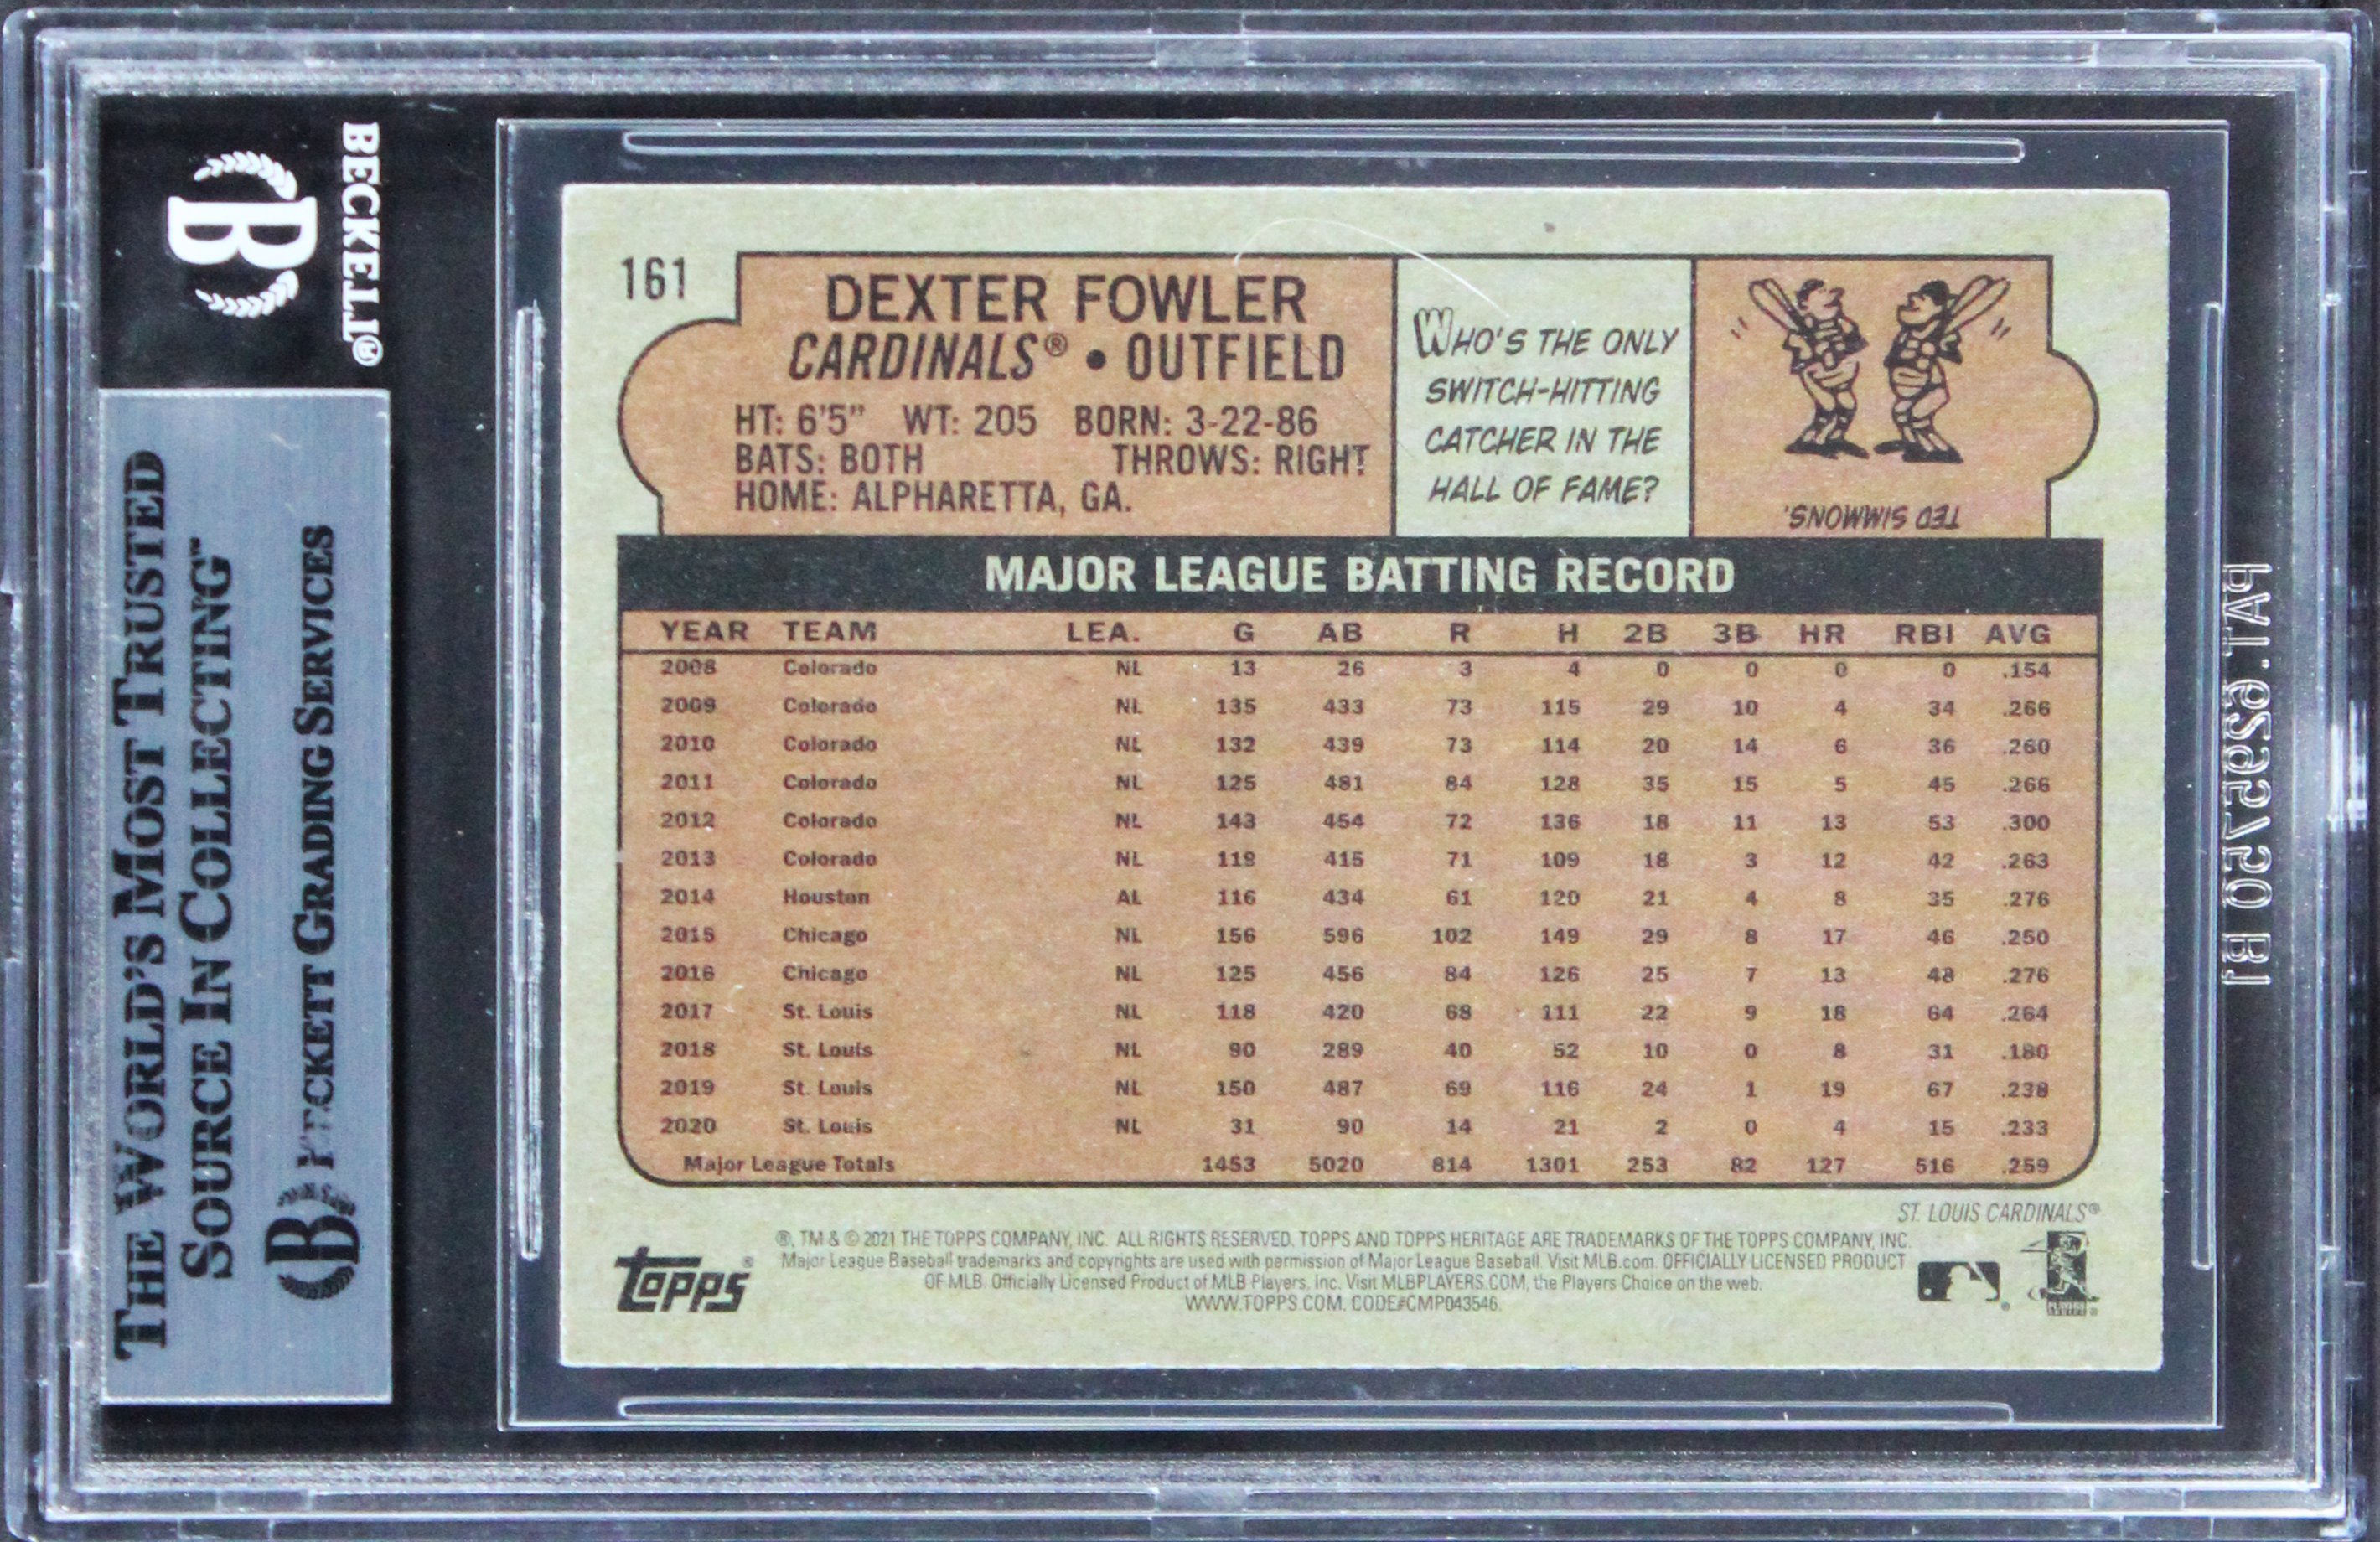 BECKETT®
B
THE WORLD'S MOST TRUSTED
SOURCE IN COLLECTING™
B BECKETT GRADING SERVICES
161
DEXTER FOWLER
CARDINALS® • OUTFIELD
HT: 6'5" WT: 205 BORN: 3-22-86
BATS: BOTH THROWS: RIGHT
HOME: ALPHARETTA, GA.
WHO'S THE ONLY
SWITCH-HITTING
CATCHER IN THE
HALL OF FAME?
TED SIMMONS.
MAJOR LEAGUE BATTING RECORD
YEAR TEAM LEA. G AB R H 2B 3B HR RBI AVG
2008 Colorado NL 13 26 3 4 0 0 0 0 .154
2009 Colorado NL 135 433 73 115 29 10 4 34 .266
2010 Colorado NL 132 439 73 114 20 14 6 36 .260
2011 Colorado NL 125 481 84 128 35 15 5 45 .266
2012 Colorado NL 143 454 72 136 18 11 13 53 .300
2013 Colorado NL 119 415 71 109 18 3 12 42 .263
2014 Houston AL 116 434 61 120 21 4 8 35 .276
2015 Chicago NL 156 596 102 149 29 8 17 46 .250
2016 Chicago NL 125 456 84 126 25 7 13 48 .276
2017 St. Louis NL 118 420 68 111 22 9 18 64 .264
2018 St. Louis NL 90 289 40 52 10 0 8 31 .180
2019 St. Louis NL 150 487 69 116 24 1 19 67 .238
2020 St. Louis NL 31 90 14 21 2 0 4 15 .233
Major League Totals 1453 5020 814 1301 253 82 127 516 .259
ST. LOUIS CARDINALS®
®, TM & © 2021 THE TOPPS COMPANY, INC. ALL RIGHTS RESERVED. TOPPS AND TOPPS HERITAGE ARE TRADEMARKS OF THE TOPPS COMPANY, INC.
Major League Baseball trademarks and copyrights are used with permission of Major League Baseball. Visit MLB.com. OFFICIALLY LICENSED PRODUCT
OF MLB. Officially Licensed Product of MLB Players, Inc. Visit MLBPLAYERS.COM, the Players Choice on the web.
WWW.TOPPS.COM. CODE#CMP043546.
topps®